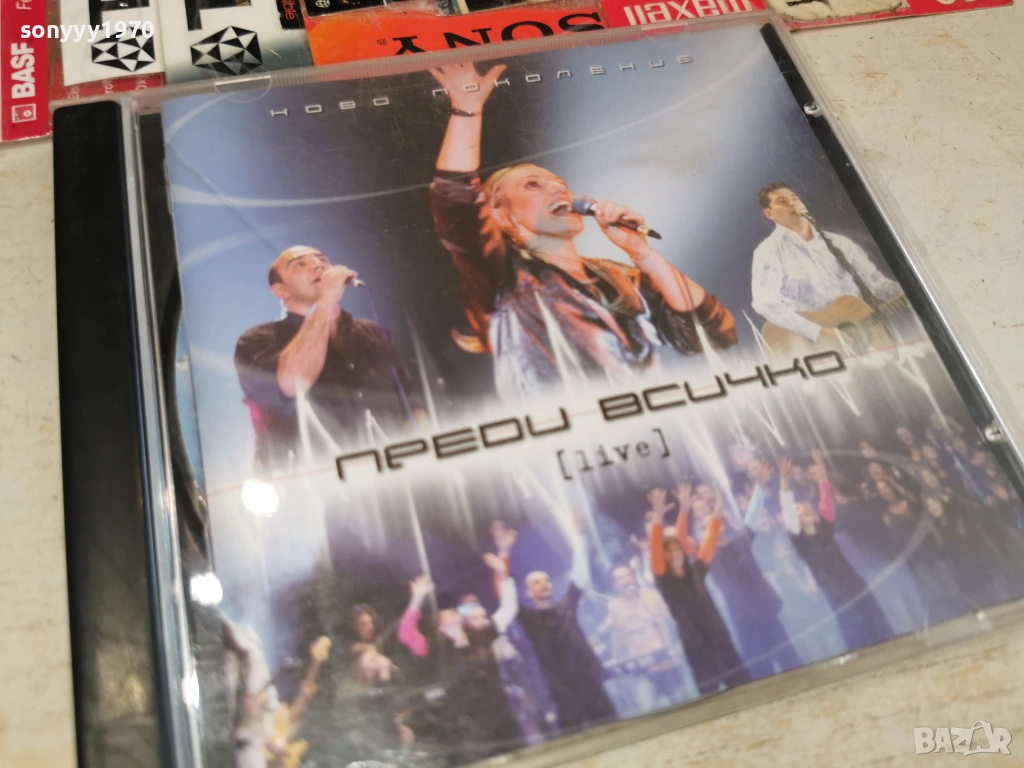 sonyyy1970
BASF
SONY
maxell
НОВО ПОКОЛЕНИЕ
ПРЕДИ ВСИЧКО
[live]
BAZAR